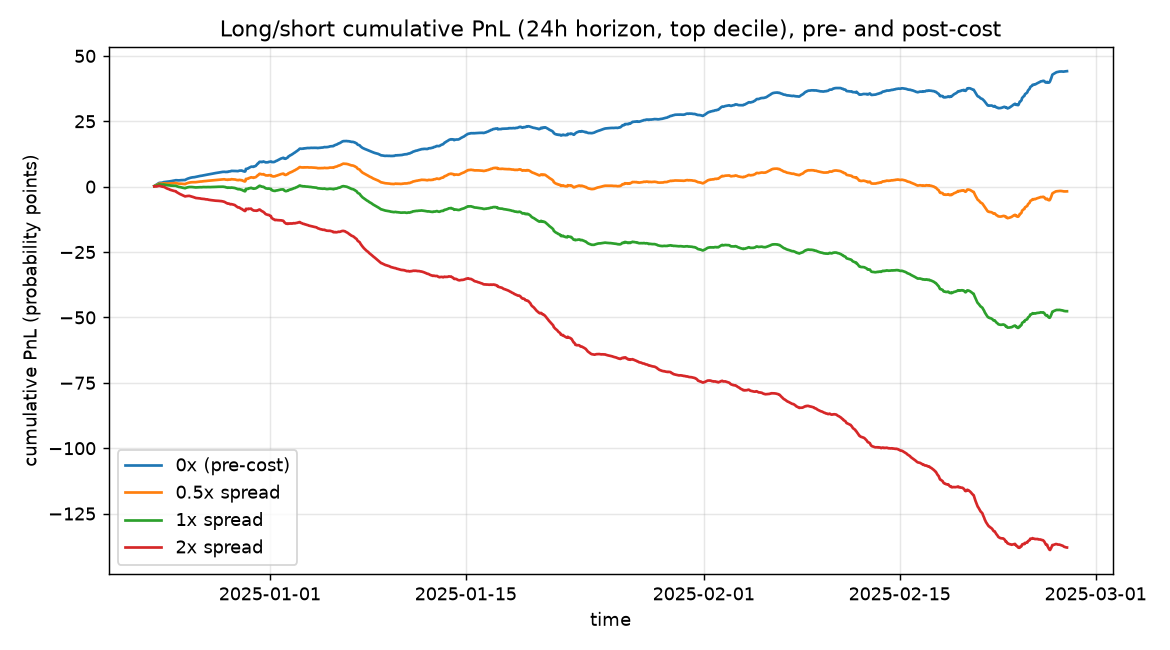 Long/short cumulative PnL (24h horizon, top decile), pre- and post-cost
cumulative PnL (probability points)
50
25
0
−25
−50
−75
−100
−125
0x (pre-cost)
0.5x spread
1x spread
2x spread
2025-01-01
2025-01-15
2025-02-01
2025-02-15
2025-03-01
time